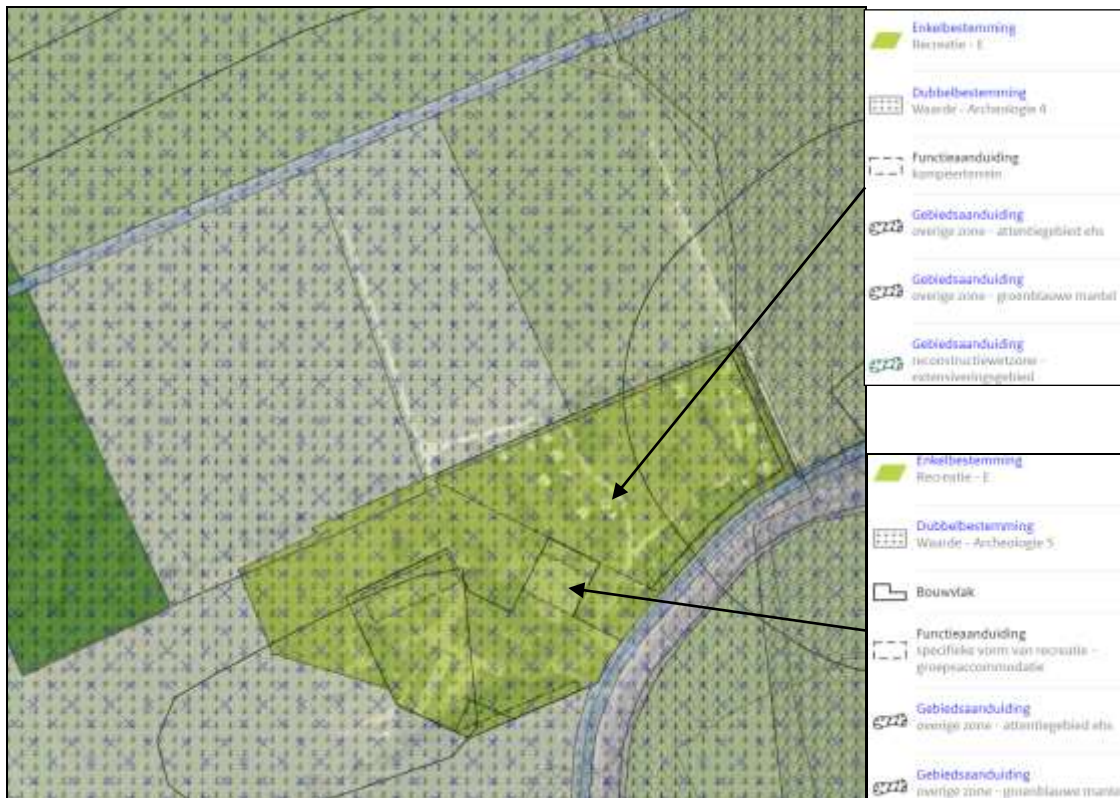 Enkelbestemming
Recreatie - E
Dubbelbestemming
Waarde - Archeologie 4
Functieaanduiding
kampeerterrein
Gebiedsaanduiding
overige zone - attentiegebied ehs
Gebiedsaanduiding
overige zone - groenblauwe mantel
Gebiedsaanduiding
reconstructiewetzone -
extensiveringsgebied
Enkelbestemming
Recreatie - E
Dubbelbestemming
Waarde - Archeologie 5
Bouwvlak
Functieaanduiding
specifieke vorm van recreatie -
groepsaccommodatie
Gebiedsaanduiding
overige zone - attentiegebied ehs
Gebiedsaanduiding
overige zone - groenblauwe mante